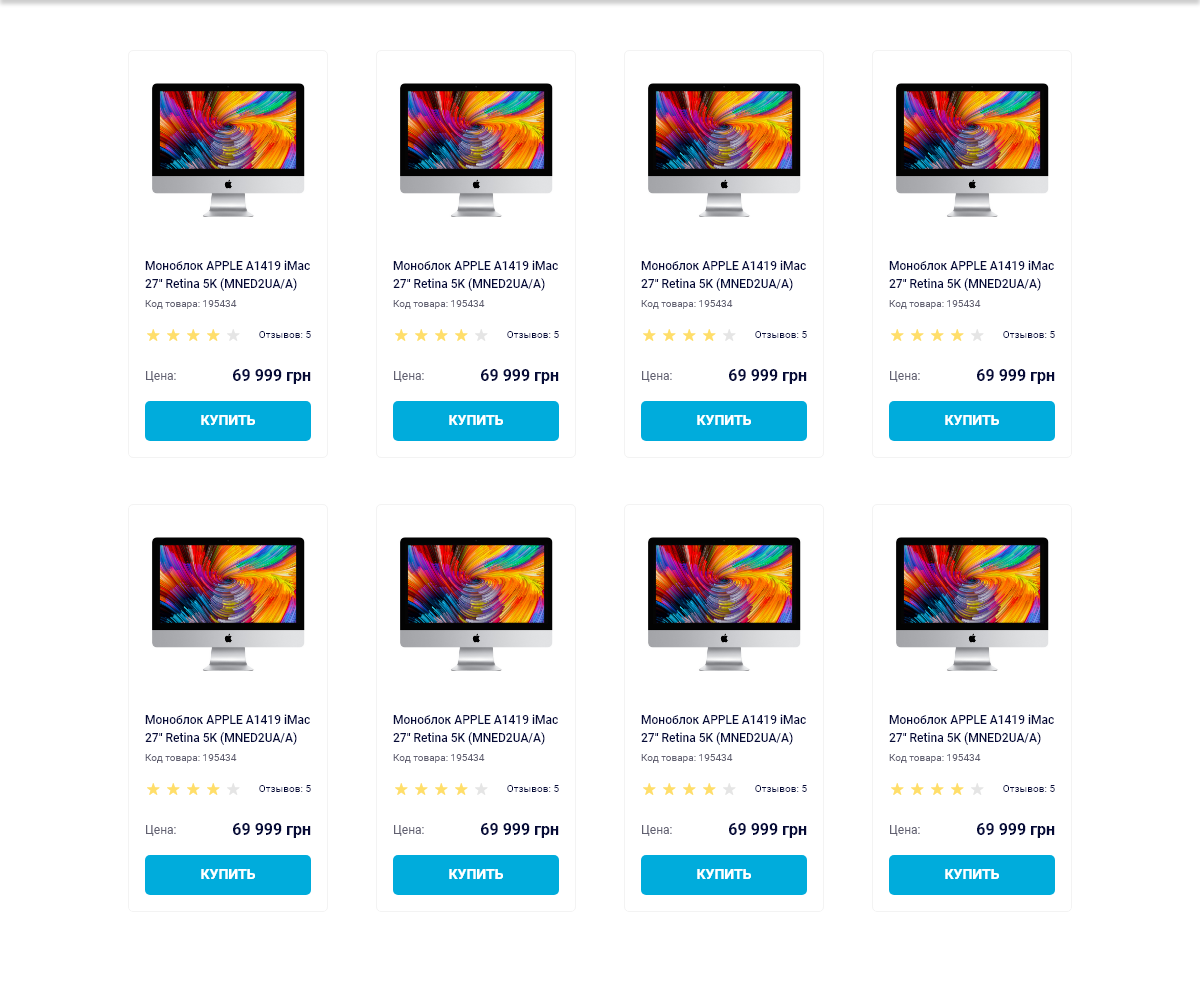 Моноблок APPLE A1419 iMac Моноблок APPLE A1419 iMac Моноблок APPLE A1419 iMac Моноблок APPLE A1419 iMac
27" Retina 5K (MNED2UA/A) 27" Retina 5K (MNED2UA/A) 27" Retina 5K (MNED2UA/A) 27" Retina 5K (MNED2UA/A)
Код товара: 195434 Код товара: 195434 Код товара: 195434 Код товара: 195434
Отзывов: 5 Отзывов: 5 Отзывов: 5 Отзывов: 5
Цена: 69 999 грн Цена: 69 999 грн Цена: 69 999 грн Цена: 69 999 грн
КУПИТЬ КУПИТЬ КУПИТЬ КУПИТЬ
Моноблок APPLE A1419 iMac Моноблок APPLE A1419 iMac Моноблок APPLE A1419 iMac Моноблок APPLE A1419 iMac
27" Retina 5K (MNED2UA/A) 27" Retina 5K (MNED2UA/A) 27" Retina 5K (MNED2UA/A) 27" Retina 5K (MNED2UA/A)
Код товара: 195434 Код товара: 195434 Код товара: 195434 Код товара: 195434
Отзывов: 5 Отзывов: 5 Отзывов: 5 Отзывов: 5
Цена: 69 999 грн Цена: 69 999 грн Цена: 69 999 грн Цена: 69 999 грн
КУПИТЬ КУПИТЬ КУПИТЬ КУПИТЬ